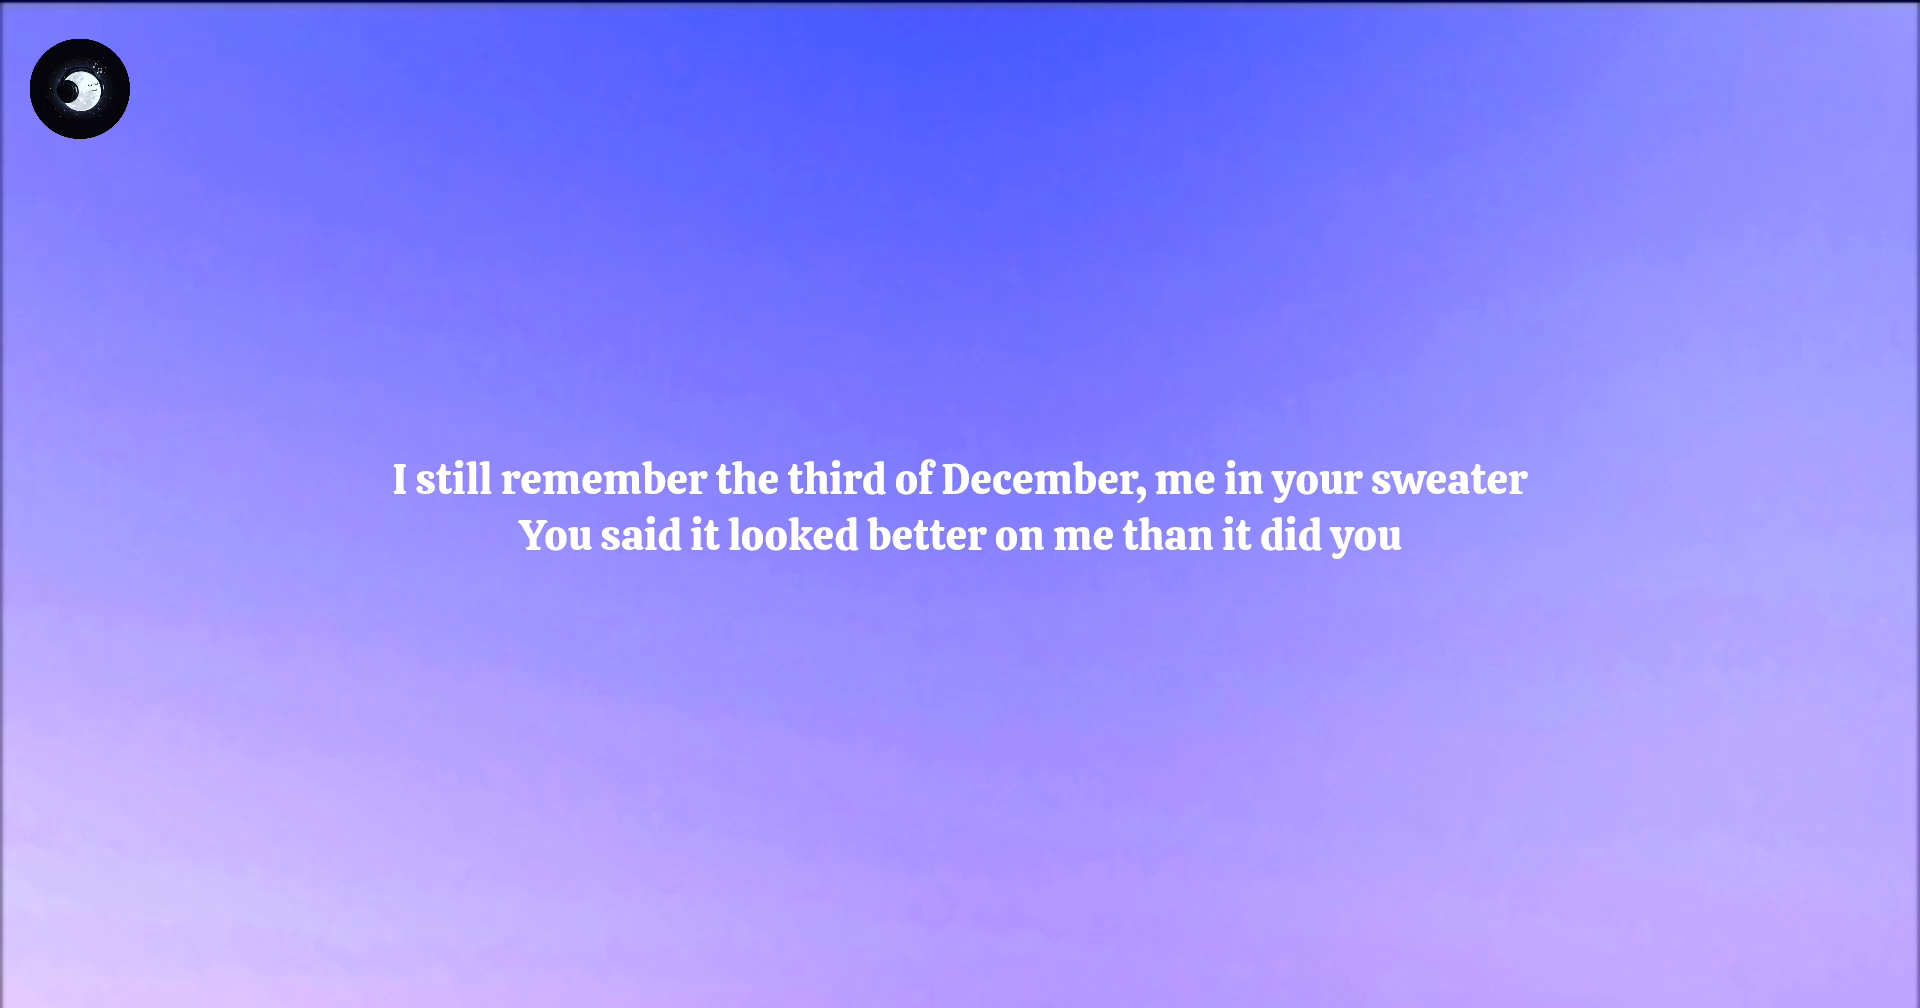 I still remember the third of December, me in your sweater
You said it looked better on me than it did you